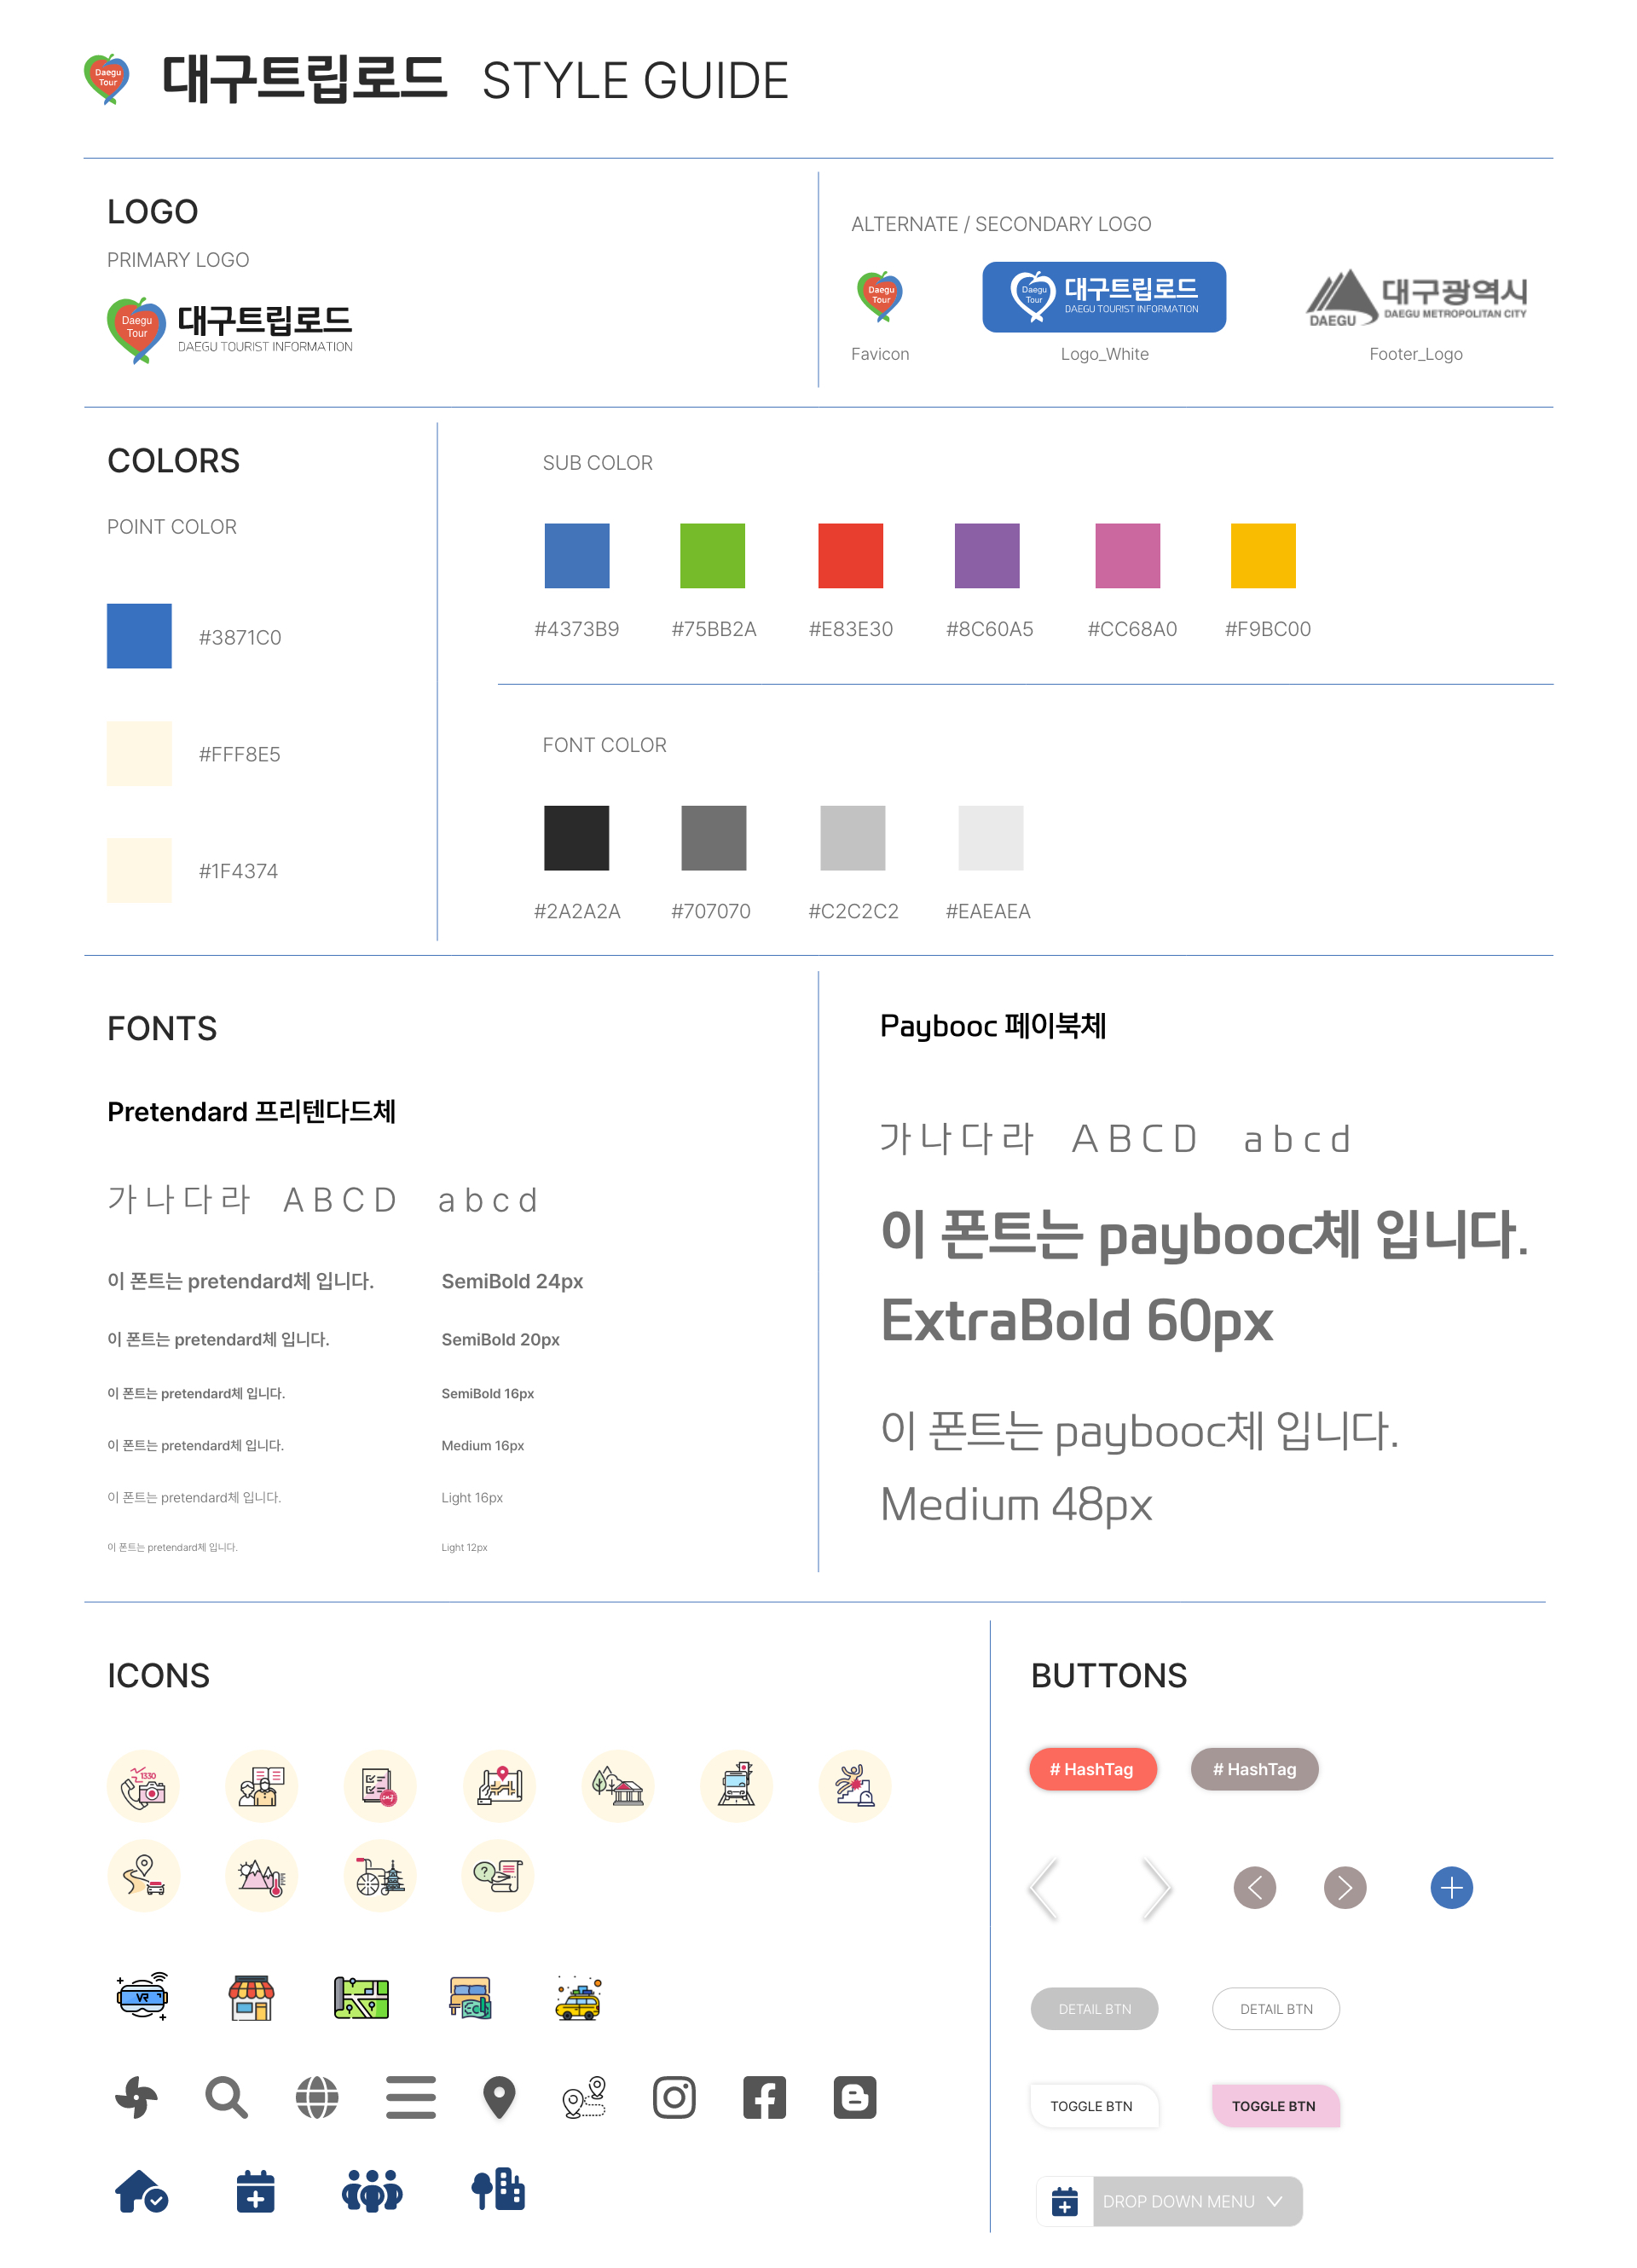 Daegu
Tour
대구트립로드 STYLE GUIDE
LOGO
PRIMARY LOGO
Daegu
Tour
대구트립로드
DAEGU TOURIST INFORMATION
ALTERNATE / SECONDARY LOGO
Daegu
Tour
Favicon
Daegu
Tour
대구트립로드
DAEGU TOURIST INFORMATION
Logo_White
DAEGU
대구광역시
DAEGU METROPOLITAN CITY
Footer_Logo
COLORS
POINT COLOR
#3871C0
#FFF8E5
#1F4374
SUB COLOR
#4373B9 #75BB2A #E83E30 #8C60A5 #CC68A0 #F9BC00
FONT COLOR
#2A2A2A #707070 #C2C2C2 #EAEAEA
FONTS
Pretendard 프리텐다드체
가 나 다 라 A B C D a b c d
이 폰트는 pretendard체 입니다. SemiBold 24px
이 폰트는 pretendard체 입니다. SemiBold 20px
이 폰트는 pretendard체 입니다. SemiBold 16px
이 폰트는 pretendard체 입니다. Medium 16px
이 폰트는 pretendard체 입니다. Light 16px
이 폰트는 pretendard체 입니다. Light 12px
Paybooc 페이북체
가 나 다 라 A B C D a b c d
이 폰트는 paybooc체 입니다.
ExtraBold 60px
이 폰트는 paybooc체 입니다.
Medium 48px
ICONS
1330
?
VR
BUTTONS
# HashTag # HashTag
DETAIL BTN DETAIL BTN
TOGGLE BTN TOGGLE BTN
DROP DOWN MENU